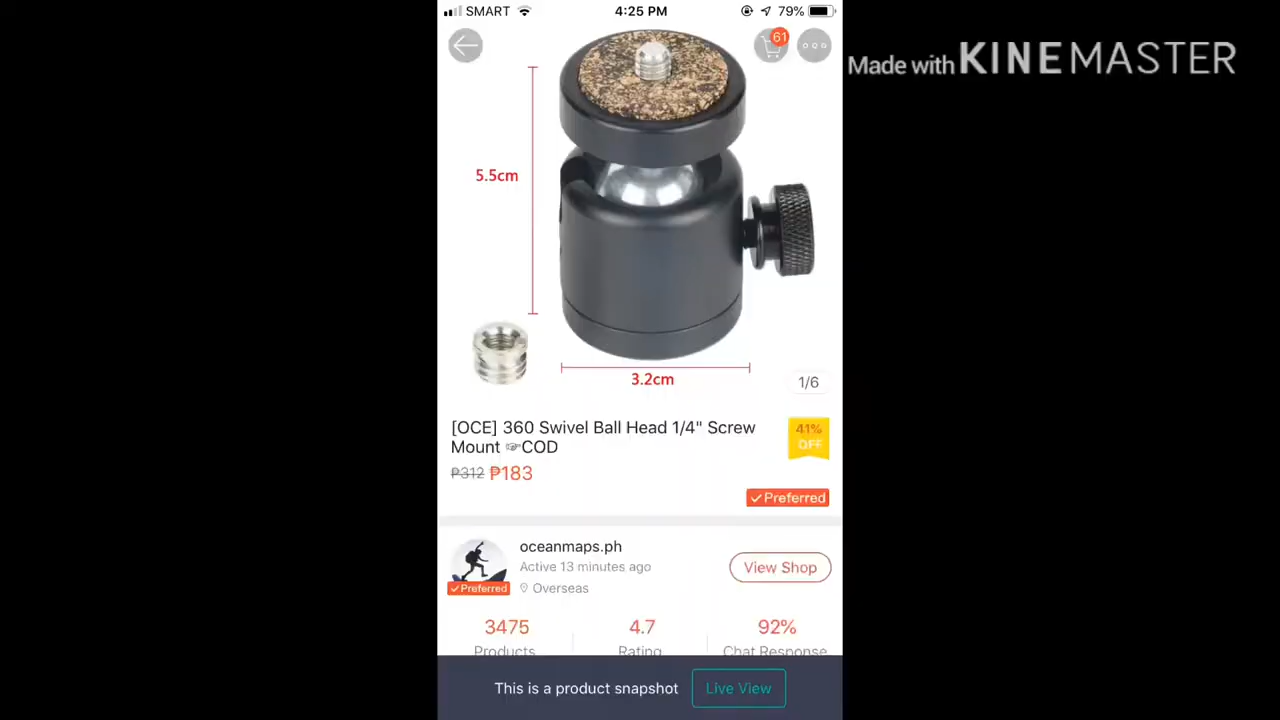 SMART 4:25 PM 79%
Made with KINEMASTER
61
5.5cm
3.2cm
1/6
[OCE] 360 Swivel Ball Head 1/4" Screw
Mount ☞COD
41%
OFF
₱312 ₱183
✓Preferred
oceanmaps.ph
Active 13 minutes ago
View Shop
✓Preferred
Overseas
3475 4.7 92%
Products Rating Chat Response
This is a product snapshot Live View